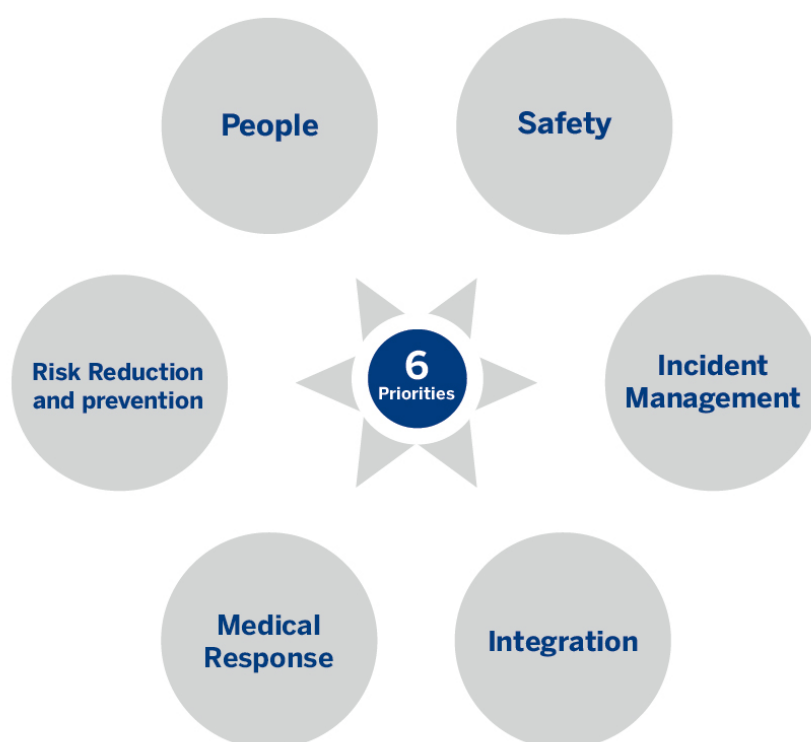 People
Safety
Risk Reduction
and prevention
6
Priorities
Incident
Management
Medical
Response
Integration